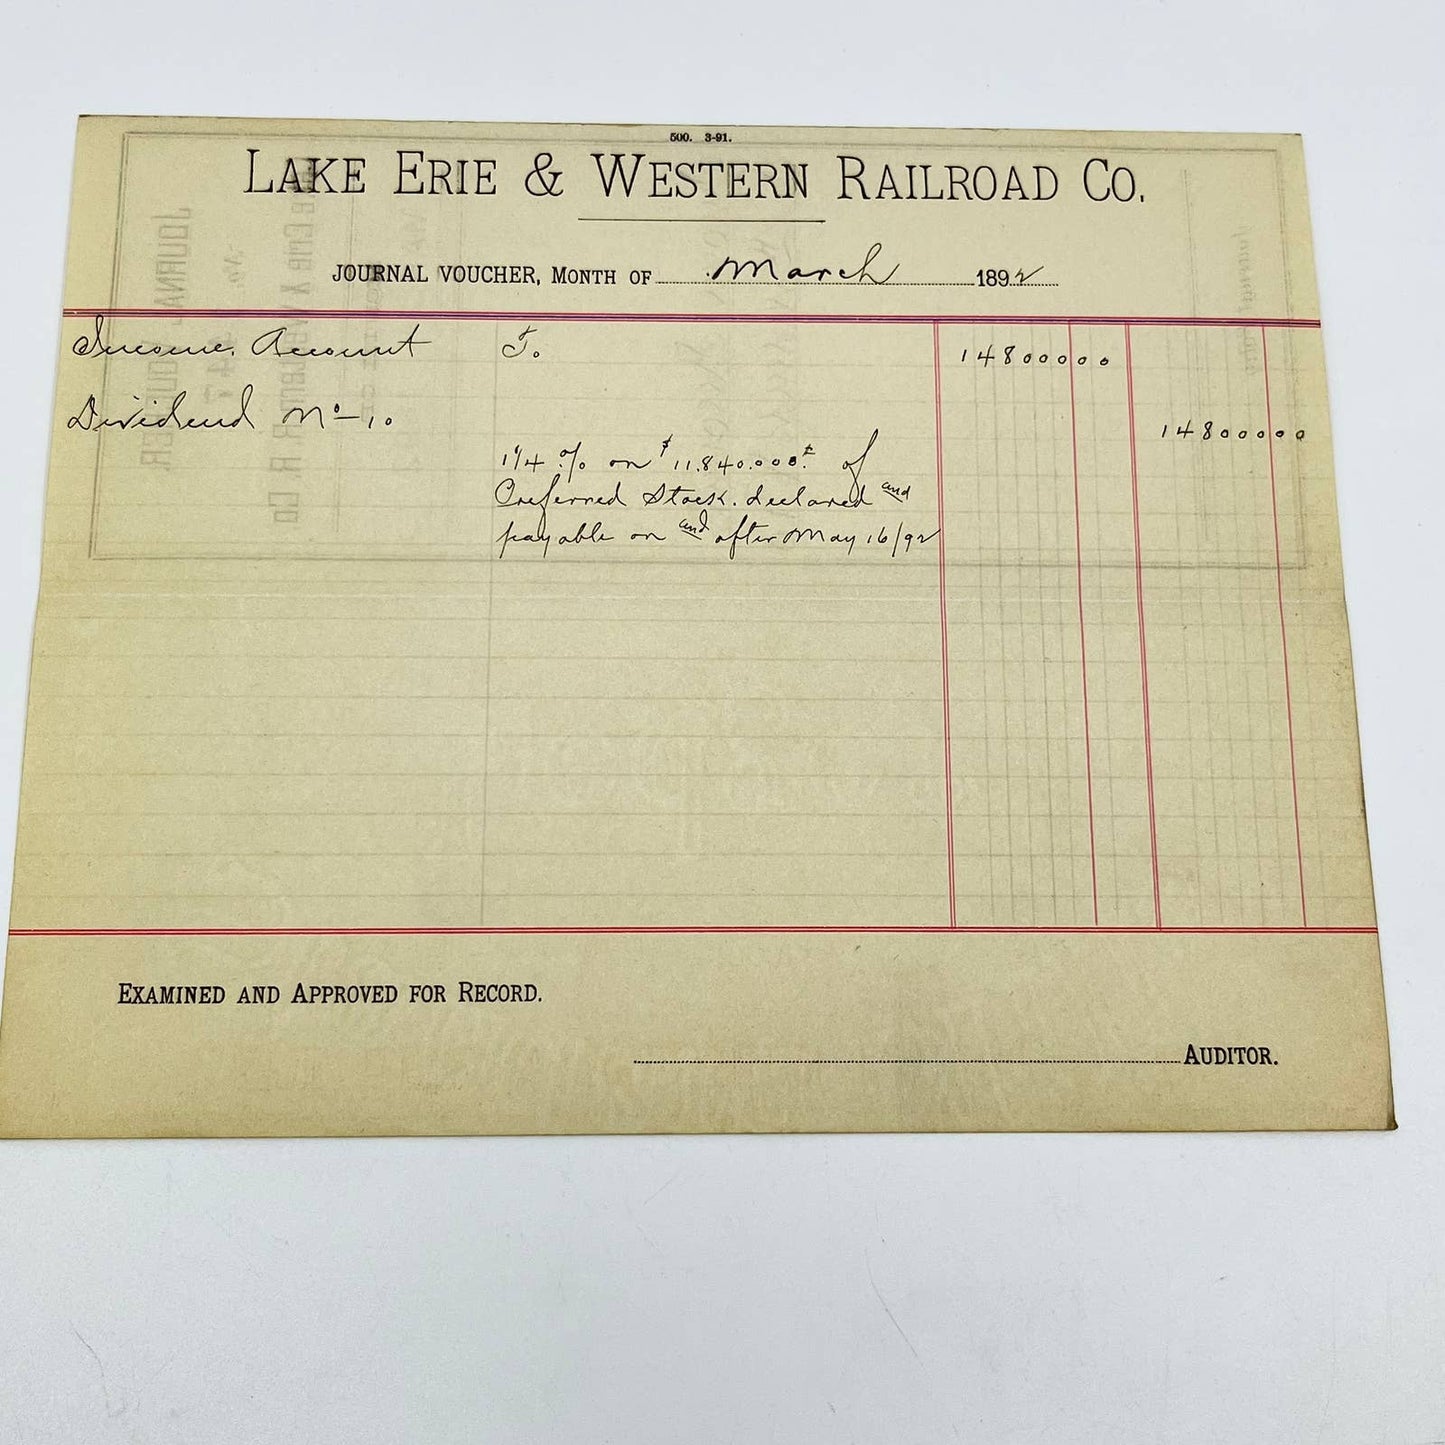 500. 3-91.
LAKE ERIE & WESTERN RAILROAD CO.
JOURNAL VOUCHER, MONTH OF March 1892
Income Account To 14800000
Dividend No 10 14800000
1 1/4 % on $11.840.000.- of
Preferred Stock. declared and
payable on and after May 16/92
EXAMINED AND APPROVED FOR RECORD.
AUDITOR.